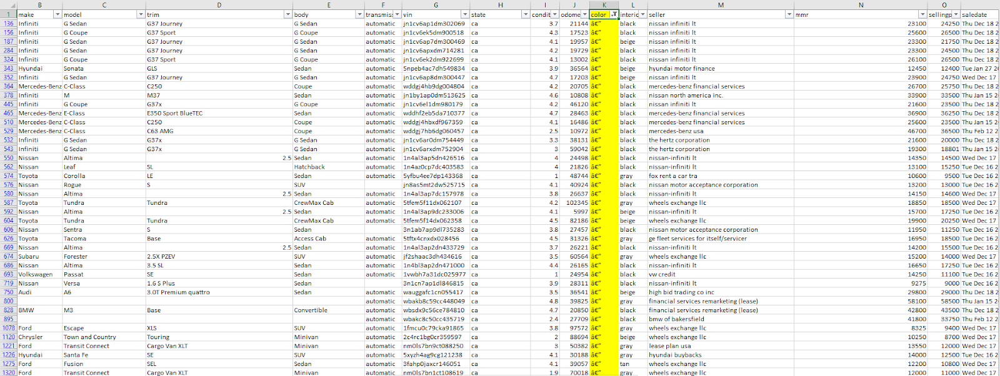 B C D E F G H I J K L M N O
1 make model trim body transmis vin state condit odome color interic seller mmr sellingp saledate
136 Infiniti G Sedan G37 Journey G Sedan automatic jn1cv6ap1dm302069 ca 3.7 21144 â€” black nissan infiniti lt 23100 24250 Thu Dec 18 2
156 Infiniti G Coupe G37 Sport G Coupe automatic jn1cv6ek5dm900518 ca 4.3 17523 â€” black nissan infiniti lt 25600 26500 Thu Dec 18 2
187 Infiniti G Sedan G37 Journey G Sedan automatic jn1cv6ap7dm300469 ca 4.1 19957 â€” beige nissan infiniti lt 23300 21750 Thu Dec 18 2
284 Infiniti G Sedan G37 Journey G Sedan automatic jn1cv6apxdm714281 ca 4.2 19729 â€” black nissan infiniti lt 23300 24500 Thu Dec 18 2
324 Infiniti G Coupe G37 Sport G Coupe automatic jn1cv6ek2dm922699 ca 4.1 13002 â€” black nissan infiniti lt 26100 26500 Thu Dec 18 2
343 Hyundai Sonata GLS Sedan automatic 5npeb4ac7dh549834 ca 3.9 36564 â€” beige hyundai motor finance 12450 12400 Tue Jan 27 20
352 Infiniti G Sedan G37 Journey G Sedan automatic jn1cv6ap8dm300447 ca 4.7 17203 â€” beige nissan infiniti lt 23900 24750 Wed Dec 17
364 Mercedes-Benz C-Class C250 Coupe automatic wddgj4hb9dg004804 ca 4.2 20705 â€” black mercedes-benz financial services 26700 25750 Thu Dec 18 2
378 Infiniti M M37 Sedan automatic jn1by1ap0dm513625 ca 4.6 10808 â€” black nissan north america inc. 33900 33500 Thu Jan 15 20
445 Infiniti G Coupe G37x G Coupe automatic jn1cv6el1dm980179 ca 4.2 46120 â€” black nissan infiniti lt 21600 23500 Thu Dec 18 2
465 Mercedes-Benz E-Class E350 Sport BlueTEC Sedan automatic wddhf2eb5da710377 ca 4.7 28463 â€” black mercedes-benz financial services 36900 36250 Thu Dec 18 2
510 Mercedes-Benz C-Class C250 Coupe automatic wddgj4hbxdf967359 ca 4.1 16486 â€” black mercedes-benz financial services 25600 23500 Thu Jan 15 20
529 Mercedes-Benz C-Class C63 AMG Coupe automatic wddgj7hb6dg060457 ca 2.5 10972 â€” black mercedes-benz usa 46700 36500 Thu Feb 12 2
532 Infiniti G Sedan G37x G Sedan automatic jn1cv6ar0dm754449 ca 3.3 38131 â€” black the hertz corporation 21600 20000 Thu Dec 18 2
543 Infiniti G Sedan G37x G Sedan automatic jn1cv6arxdm752904 ca 3 59042 â€” black the hertz corporation 19300 18801 Thu Jan 15 20
550 Nissan Altima 2.5 Sedan automatic 1n4al3ap5dn426516 ca 4 24498 â€” black nissan-infiniti lt 14350 14500 Wed Dec 17
562 Nissan Leaf SL Hatchback automatic 1n4az0cp7dc403583 ca 4 21826 â€” black nissan-infiniti lt 13100 15250 Tue Dec 16 2
574 Toyota Corolla LE Sedan automatic 5yfbu4ee7dp143368 ca 1 48744 â€” gray fox rent a car tra 10600 9500 Tue Dec 16 2
576 Nissan Rogue S SUV jn8as5mt2dw525715 ca 4.1 40924 â€” black nissan motor acceptance corporation 13200 13000 Tue Dec 16 2
580 Nissan Altima 2.5 Sedan automatic 1n4al3ap7dc157978 ca 3.8 26637 â€” black nissan-infiniti lt 14150 14600 Wed Dec 17
587 Toyota Tundra Tundra CrewMax Cab automatic 5tfem5f11dx062107 ca 4.2 102345 â€” gray wheels exchange llc 18850 18500 Wed Dec 17
592 Nissan Altima 2.5 Sedan automatic 1n4al3ap9dc233006 ca 4.1 5997 â€” beige nissan-infiniti lt 15700 17250 Tue Dec 16 2
604 Toyota Tundra Tundra CrewMax Cab automatic 5tfem5f14dx062358 ca 4.5 82186 â€” beige wheels exchange llc 19900 20250 Wed Dec 17
606 Nissan Sentra S Sedan 3n1ab7ap9dl735283 ca 3.8 27457 â€” black nissan motor acceptance corporation 11950 11250 Tue Dec 16 2
626 Toyota Tacoma Base Access Cab automatic 5tftx4cnxdx028456 ca 4.5 31326 â€” gray ge fleet services for itself/servicer 16950 18500 Tue Dec 16 2
669 Nissan Altima 2.5 Sedan automatic 1n4al3ap2dn433729 ca 3.7 26221 â€” black nissan-infiniti lt 14200 15500 Tue Dec 16 2
674 Subaru Forester 2.5X PZEV SUV automatic jf2shaac3dh434616 ca 3.5 60564 â€” gray wheels exchange llc 15200 14000 Wed Dec 17
686 Nissan Altima 3.5 SL Sedan automatic 1n4bl3ap2dn471000 ca 4.4 26165 â€” black nissan-infiniti lt 16650 17250 Tue Dec 16 2
693 Volkswagen Passat SE Sedan automatic 1vwbh7a31dc025977 ca 1 24954 â€” black vw credit 14250 11100 Tue Dec 16 2
719 Nissan Versa 1.6 S Plus Sedan 3n1cn7ap1dl846815 ca 3.9 28311 â€” black nissan-infiniti lt 9275 9000 Tue Dec 16 2
750 Audi A6 3.0T Premium quattro Sedan automatic wauggafc1cn055417 ca 3.5 36541 â€” beige high bid trading co inc 29800 29000 Thu Dec 18 2
800 automatic wbakb8c59cc448049 ca 4.8 39825 â€” gray financial services remarketing (lease) 58100 58500 Thu Jan 15 20
828 BMW M3 Base Convertible automatic wbsdx9c56ce784810 ca 4.7 20850 â€” black financial services remarketing (lease) 42800 43500 Thu Dec 18 2
895 automatic wbakc8c50cc435719 ca 2.4 27709 â€” black bmw of bakersfield 41800 33750 Thu Feb 12 2
1078 Ford Escape XLS SUV automatic 1fmcu0c79cka91865 ca 3.8 97572 â€” gray wheels exchange llc 8325 9400 Wed Dec 17
1120 Chrysler Town and Country Touring Minivan automatic 2c4rc1bg0cr359597 ca 2 88694 â€” beige wheels exchange llc 10250 8700 Wed Dec 17
1221 Ford Transit Connect Cargo Van XLT Minivan automatic nm0ls7bn9ct088250 ca 3 50382 â€” gray lease plan usa 13550 12000 Tue Dec 16 2
1226 Hyundai Santa Fe SE SUV automatic 5xyzh4ag9cg121238 ca 4.1 30188 â€” gray hyundai buybacks 14000 12500 Tue Dec 16 2
1275 Ford Fusion SEL Sedan automatic 3fahp0jaxcr146051 ca 4.1 39057 â€” tan wheels exchange llc 12200 10800 Wed Dec 17
1320 Ford Transit Connect Cargo Van XLT Minivan automatic nm0ls7bn1ct108619 ca 1.9 70018 â€” gray wheels exchange llc 12000 11000 Wed Dec 17